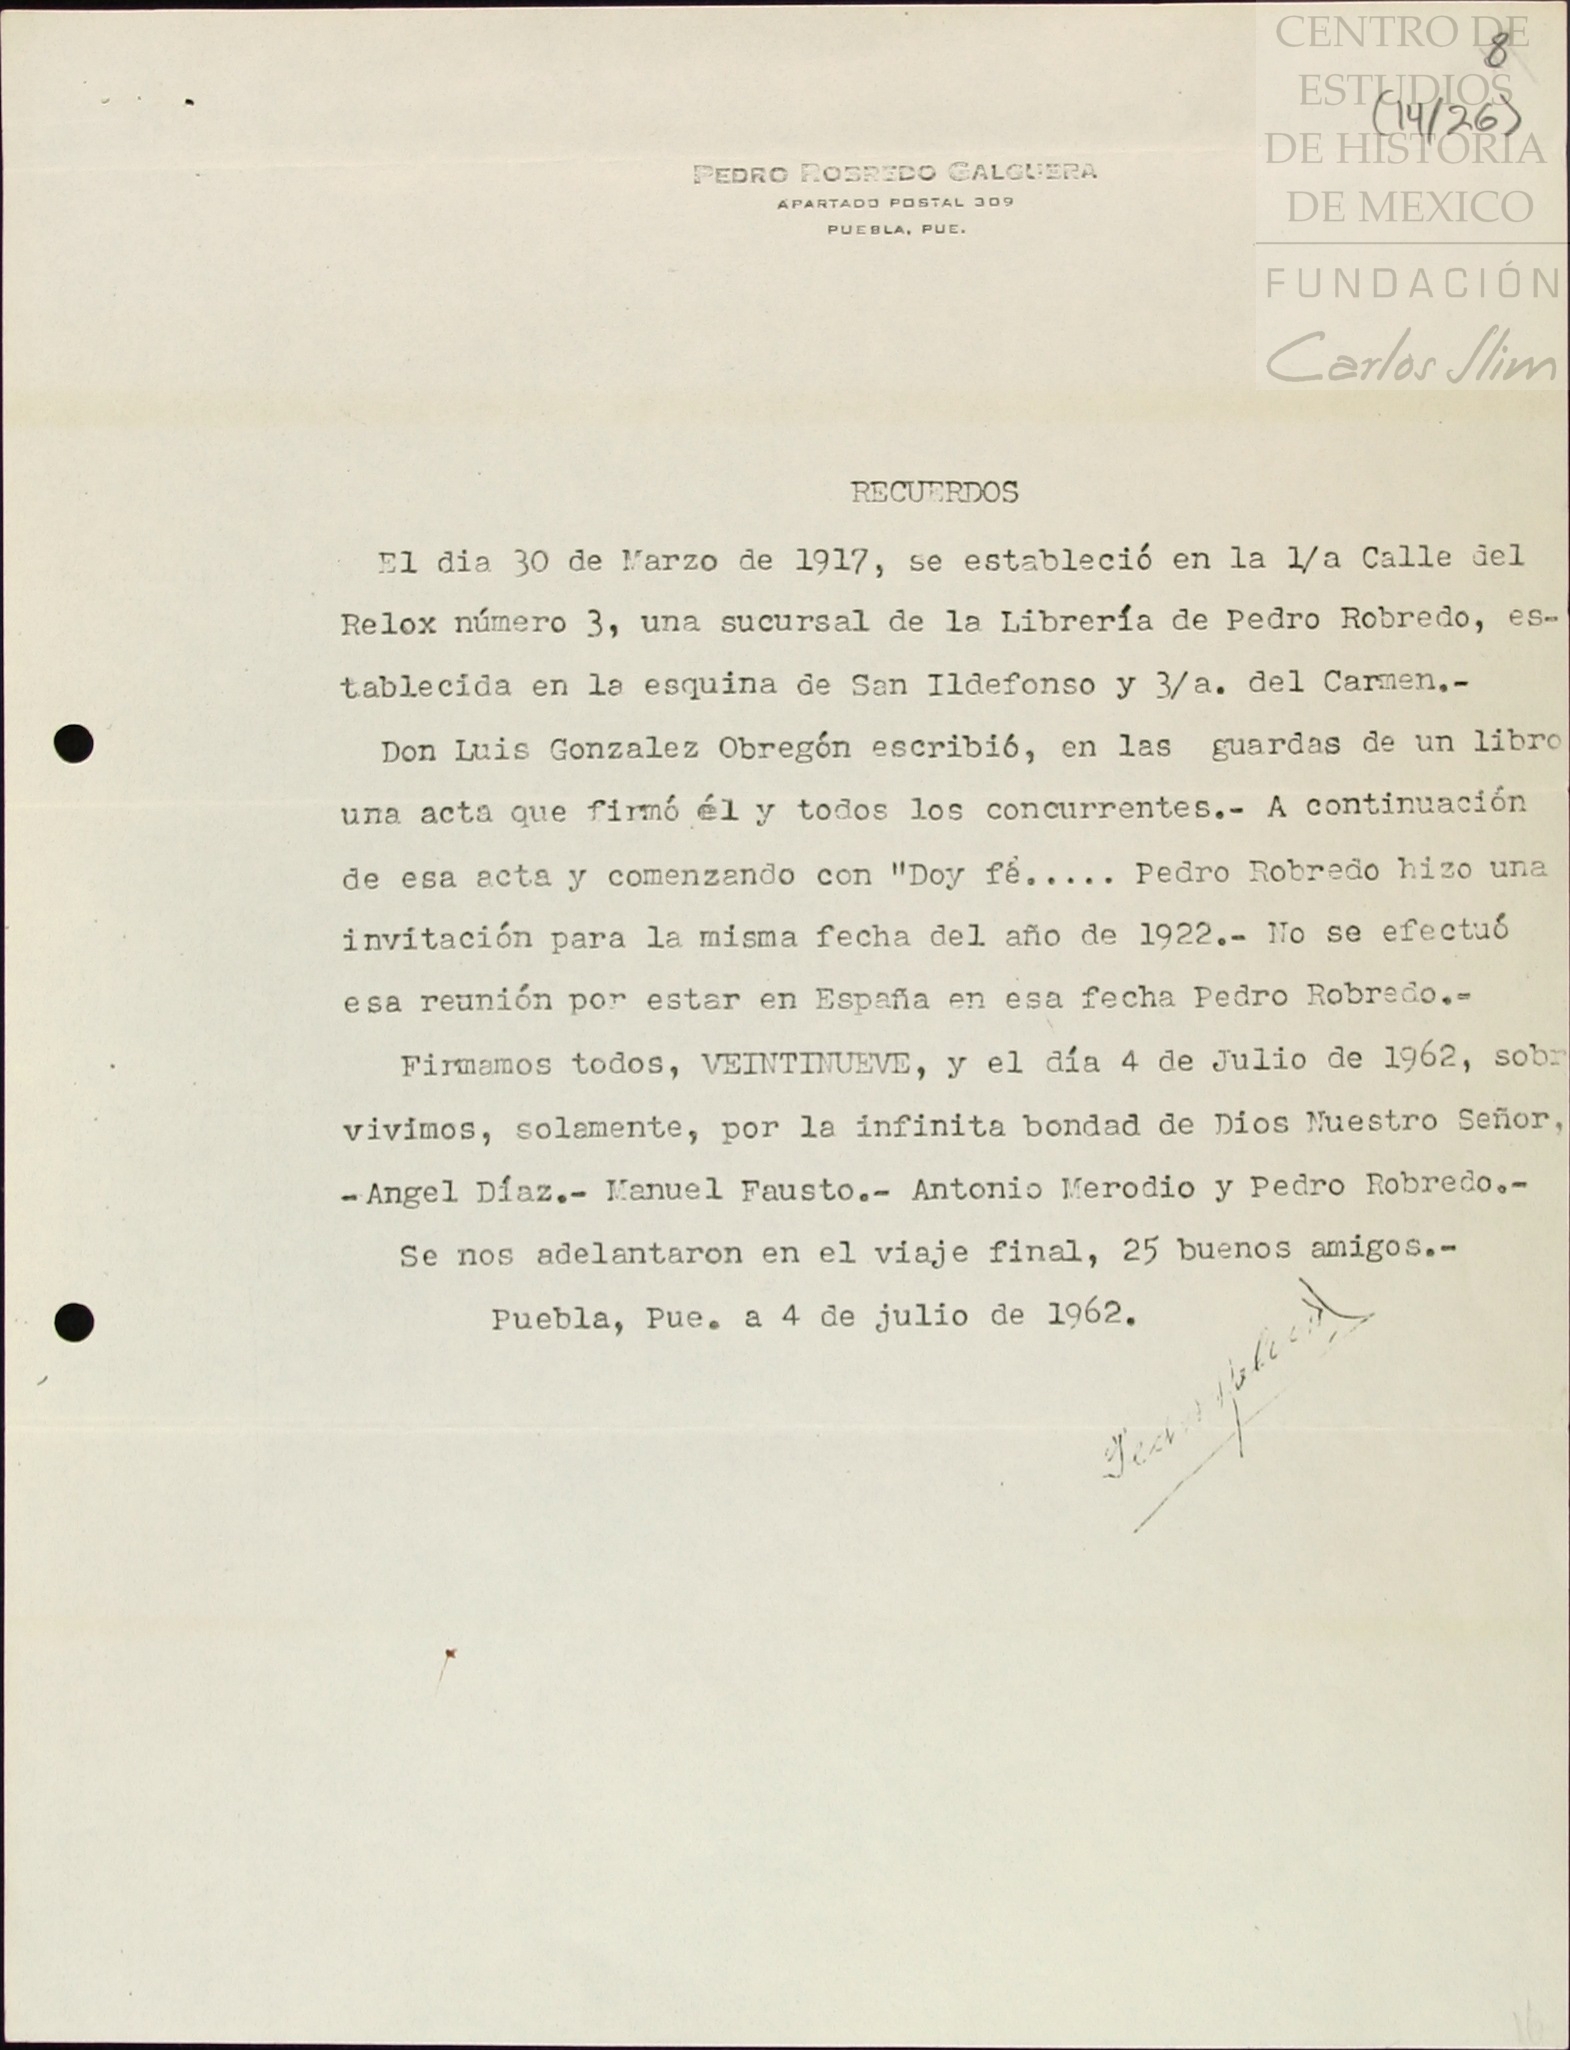 CENTRO DE
ESTUDIOS
DE HISTORIA
DE MEXICO
FUNDACIÓN
Carlos Slim
8
(14/26)
PEDRO ROBREDO GALGUERA
APARTADO POSTAL 309
PUEBLA, PUE.
RECUERDOS
El dia 30 de Marzo de 1917, se estableció en la 1/a Calle del
Relox número 3, una sucursal de la Librería de Pedro Robredo, es-
tablecida en la esquina de San Ildefonso y 3/a. del Carmen.-
Don Luis Gonzalez Obregón escribió, en las guardas de un libro
una acta que firmó él y todos los concurrentes.- A continuación
de esa acta y comenzando con "Doy fé..... Pedro Robredo hizo una
invitación para la misma fecha del año de 1922.- No se efectuó
esa reunión por estar en España en esa fecha Pedro Robredo.-
Firmamos todos, VEINTINUEVE, y el día 4 de Julio de 1962, sobr
vivimos, solamente, por la infinita bondad de Dios Nuestro Señor,
-Angel Díaz.- Manuel Fausto.- Antonio Merodio y Pedro Robredo.-
Se nos adelantaron en el viaje final, 25 buenos amigos.-
Puebla, Pue. a 4 de julio de 1962.
Pedro Robredo
16